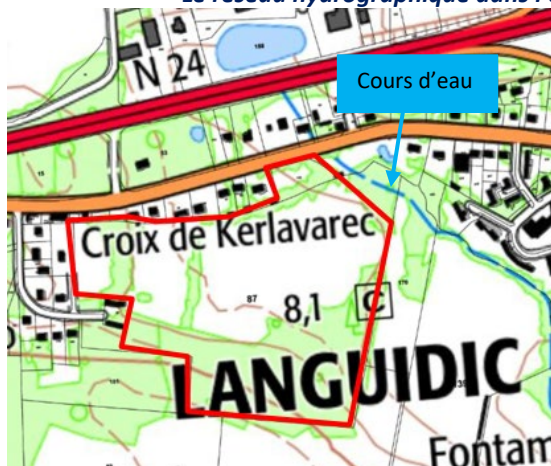 Le réseau hydrographique dans l'
N 24
Cours d'eau
Croix de Kerlavarec
87
8,1
C
LANGUIDIC
Fontam